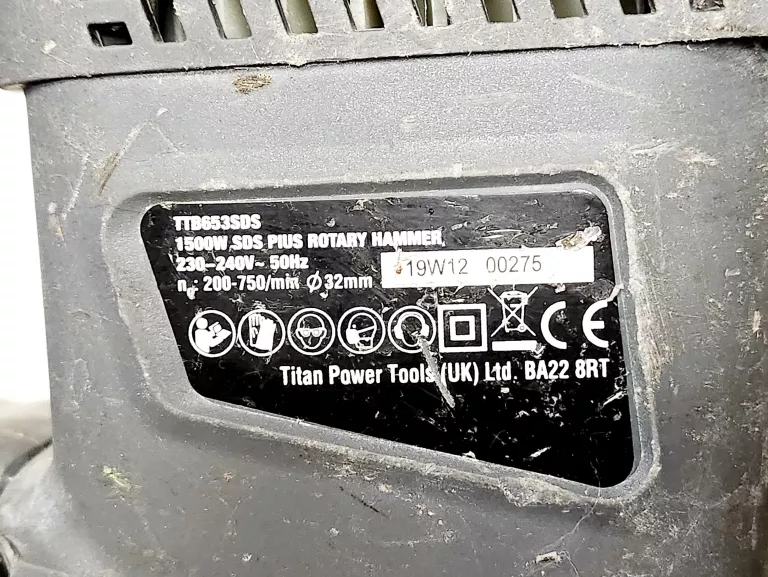 TTB653SDS
1500W SDS PlUS ROTARY HAMMER
230-240V~ 50Hz
n₀: 200-750/min Ø32mm
19W12 00275
CE
Titan Power Tools (UK) Ltd. BA22 8RT